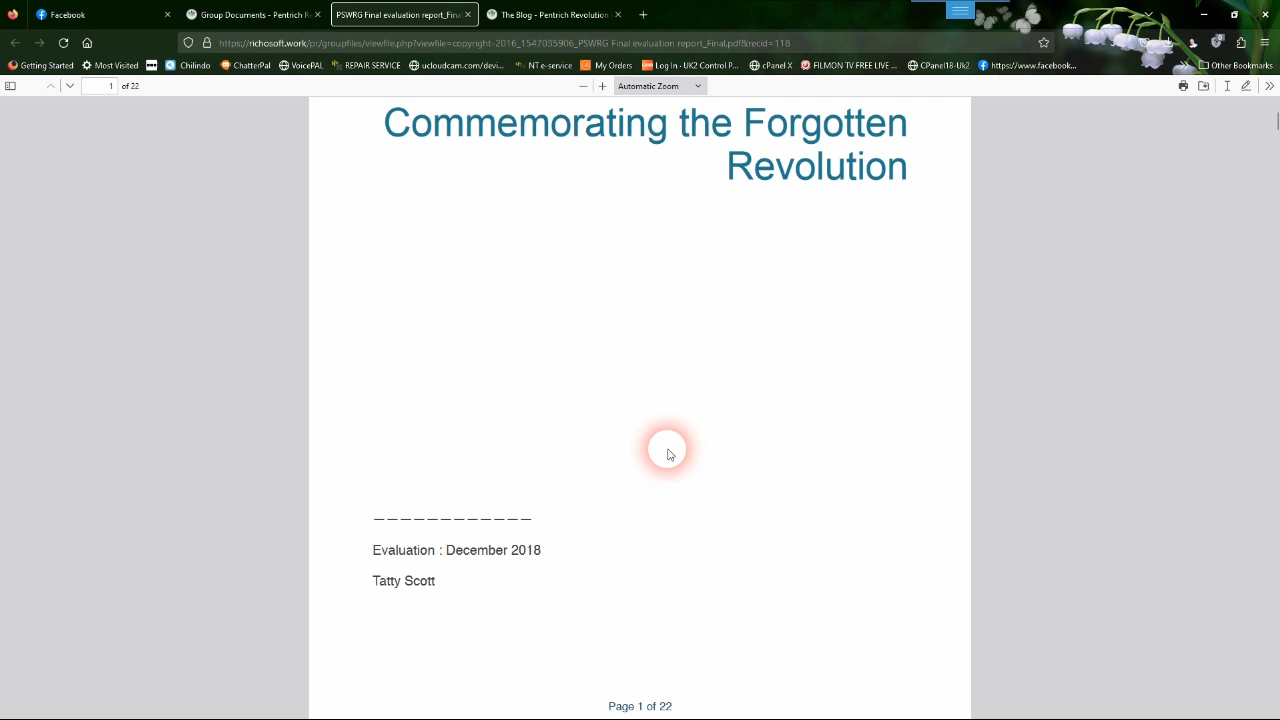 Facebook
Group Documents - Pentrich Re
PSWRG Final evaluation report_Fina
The Blog - Pentrich Revolution
https://richosoft.work/pr/groupfiles/viewfile.php?viewfile=copyright-2016_1547035906_PSWRG Final evaluation report_Final.pdf&recid=118
Getting Started Most Visited Chilindo ChatterPal VoicePAL REPAIR SERVICE ucloudcam.com/devi... NT e-service My Orders Log In - UK2 Control P... cPanel X FILMON TV FREE LIVE ... CPanel18-Uk2 https://www.facebook... Other Bookmarks
1 of 22 Automatic Zoom
Commemorating the Forgotten
Revolution
____________
Evaluation : December 2018
Tatty Scott
Page 1 of 22